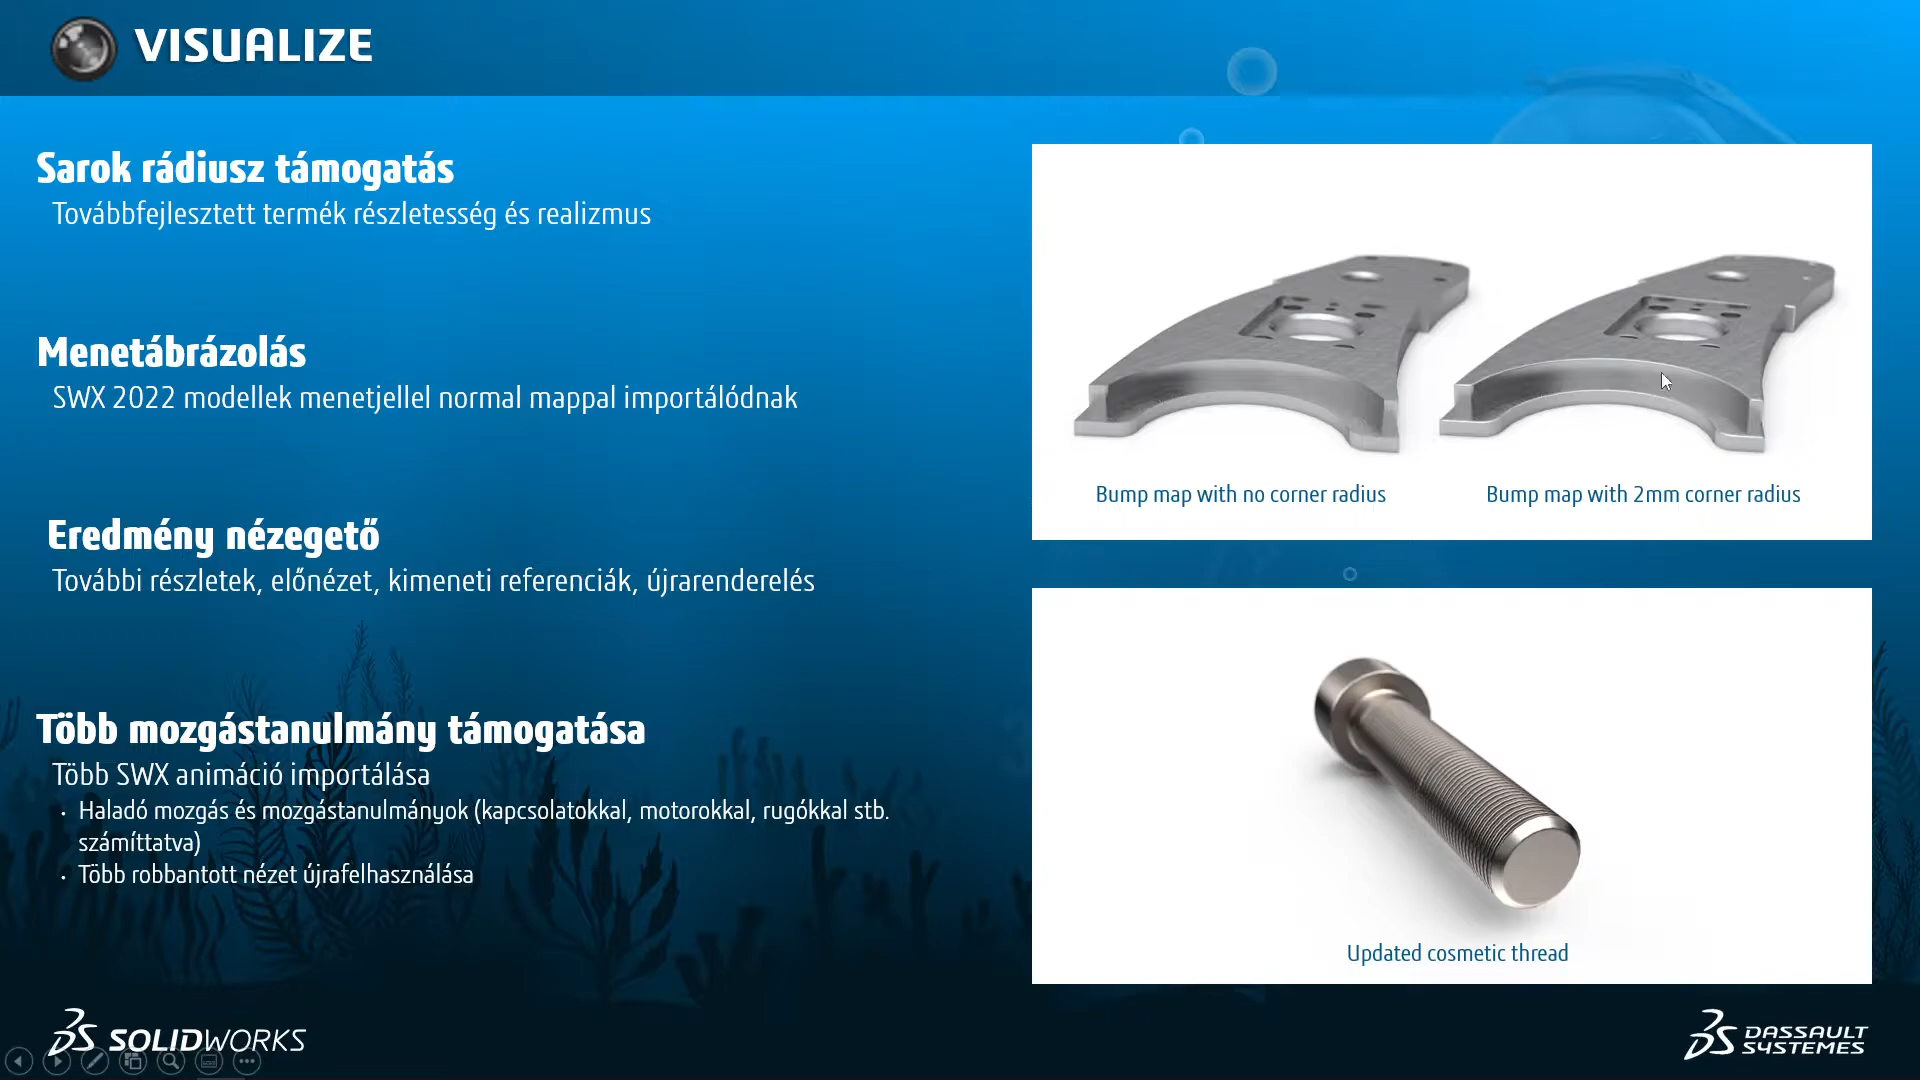 VISUALIZE
Sarok rádiusz támogatás
Továbbfejlesztett termék részletesség és realizmus
Menetábrázolás
SWX 2022 modellek menetjellel normal mappal importálódnak
Eredmény nézegető
További részletek, előnézet, kimeneti referenciák, újrarenderelés
Több mozgástanulmány támogatása
Több SWX animáció importálása
• Haladó mozgás és mozgástanulmányok (kapcsolatokkal, motorokkal, rugókkal stb.
számíttatva)
• Több robbantott nézet újrafelhasználása
Bump map with no corner radius
Bump map with 2mm corner radius
Updated cosmetic thread
SOLIDWORKS
DASSAULT
SYSTEMES